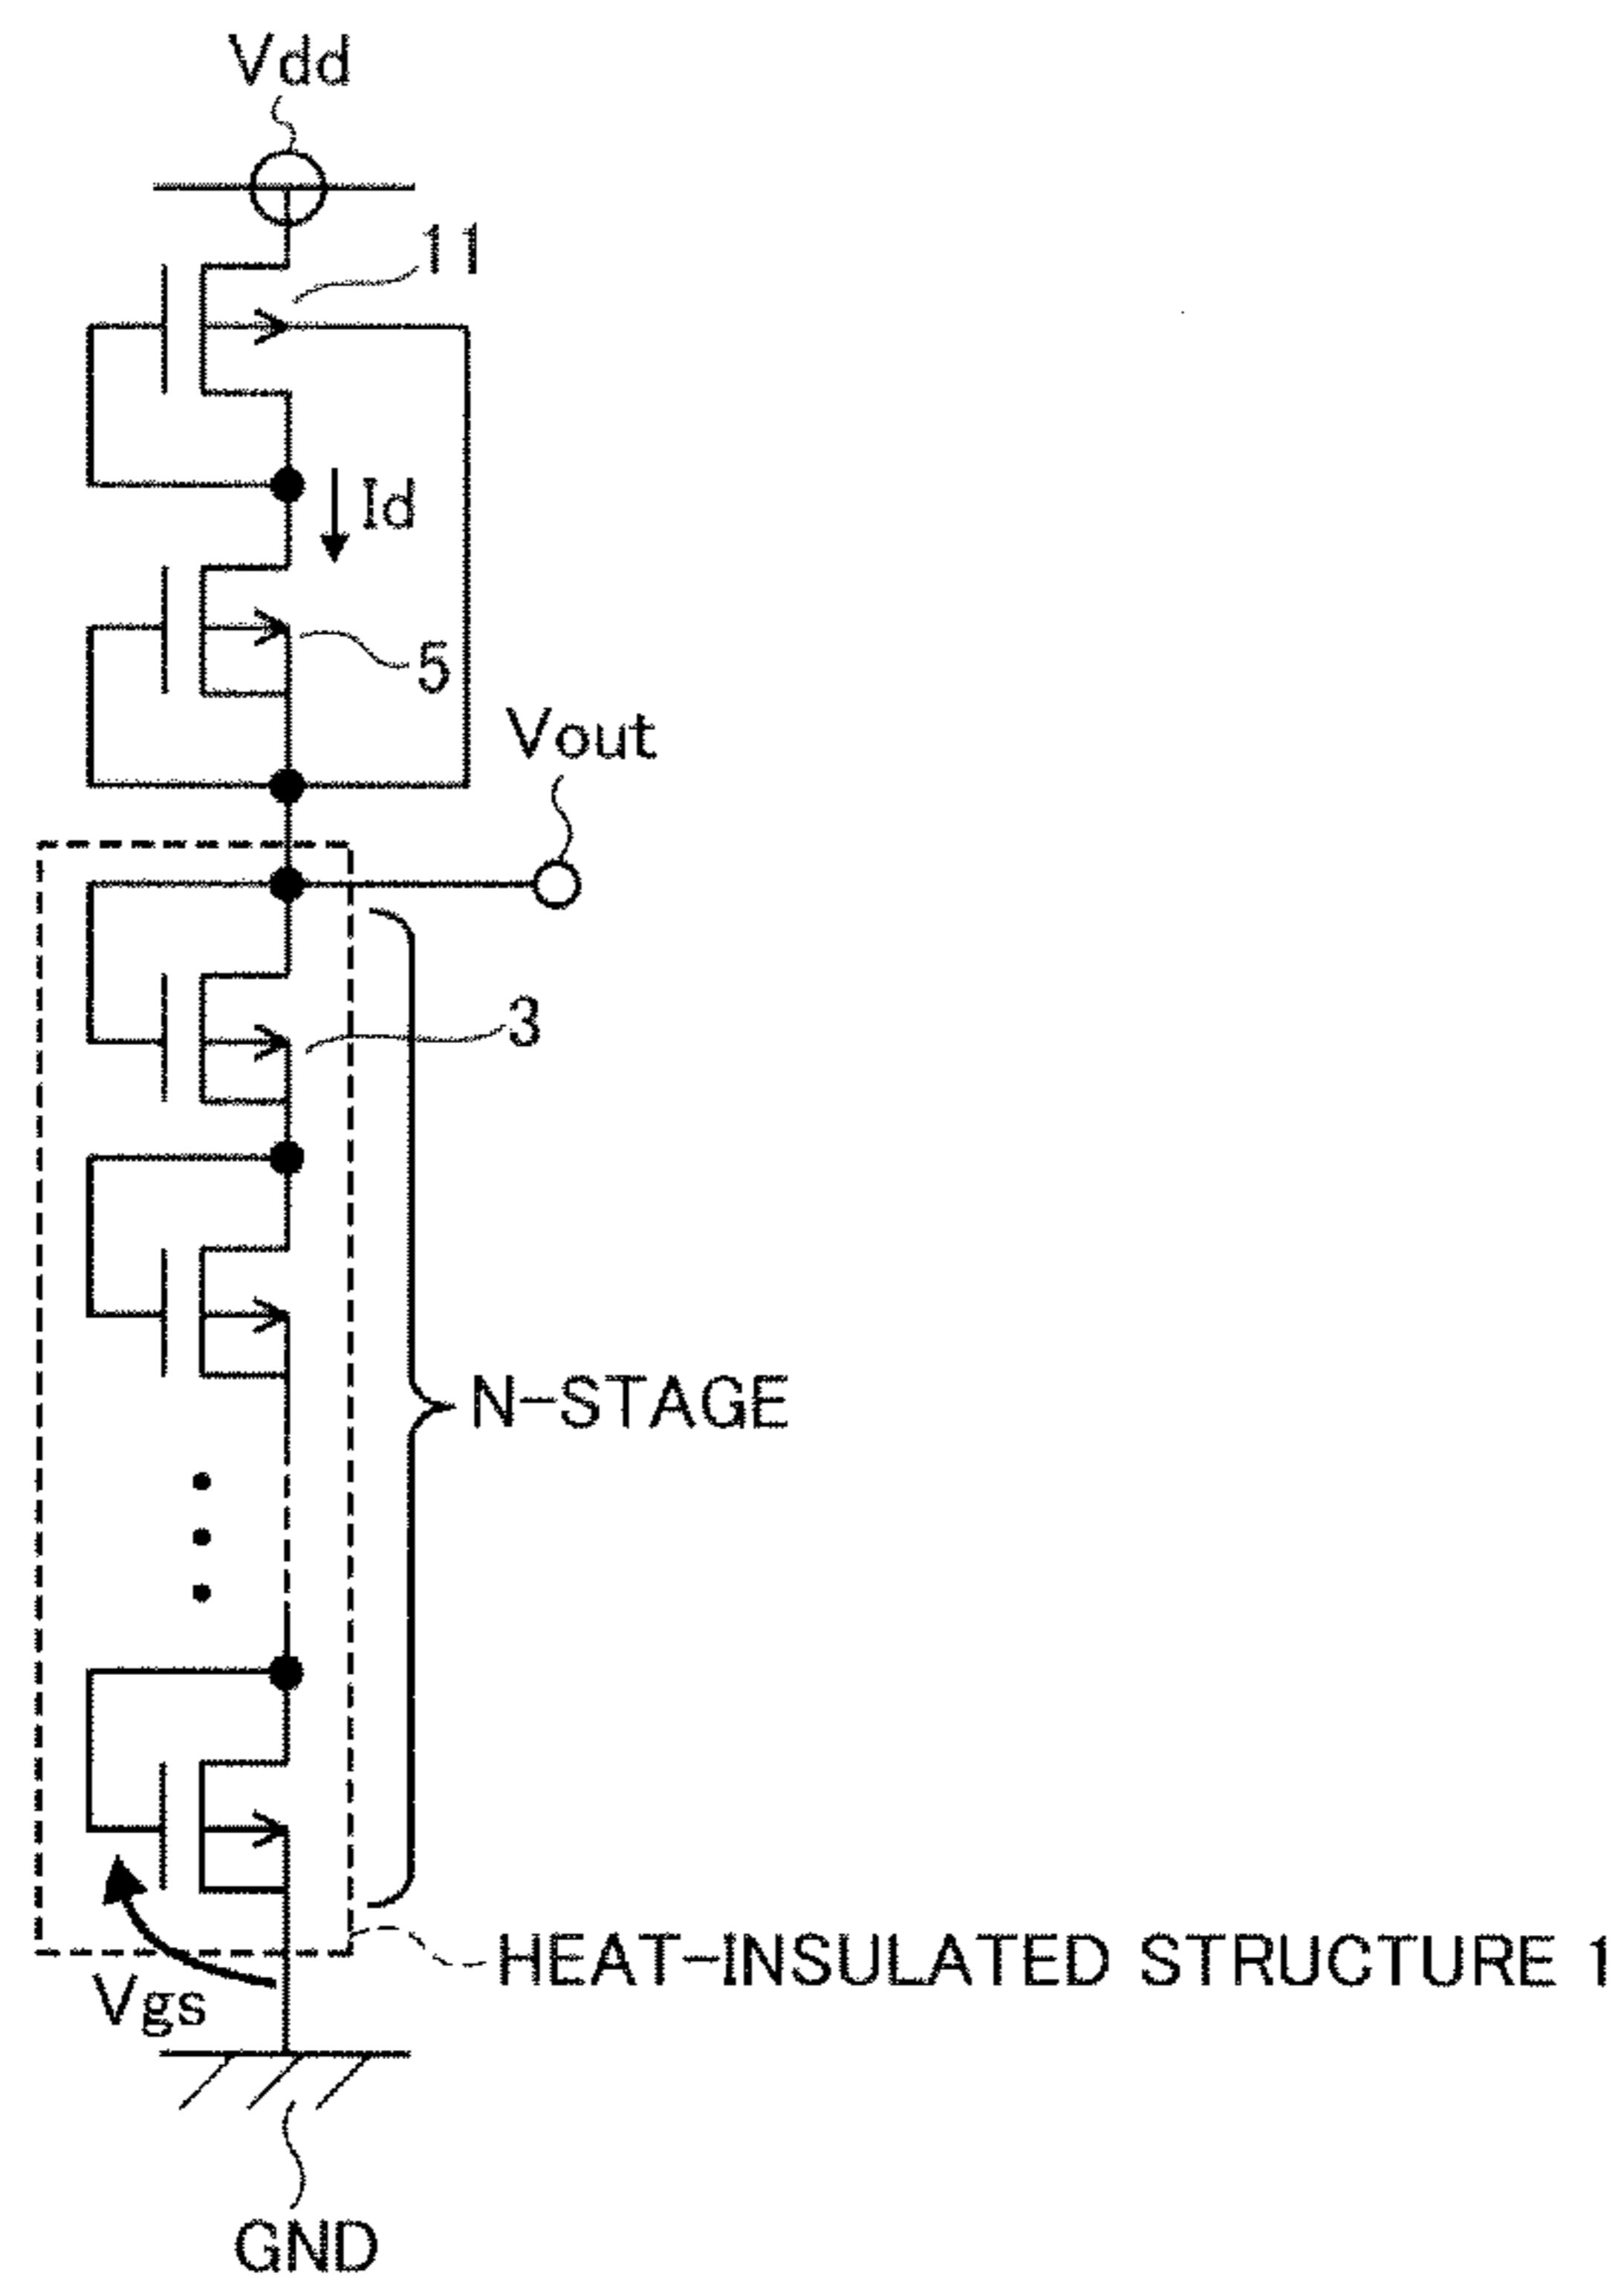 Vdd
11
Id
5
Vout
3
N-STAGE
HEAT-INSULATED STRUCTURE 1
Vgs
GND